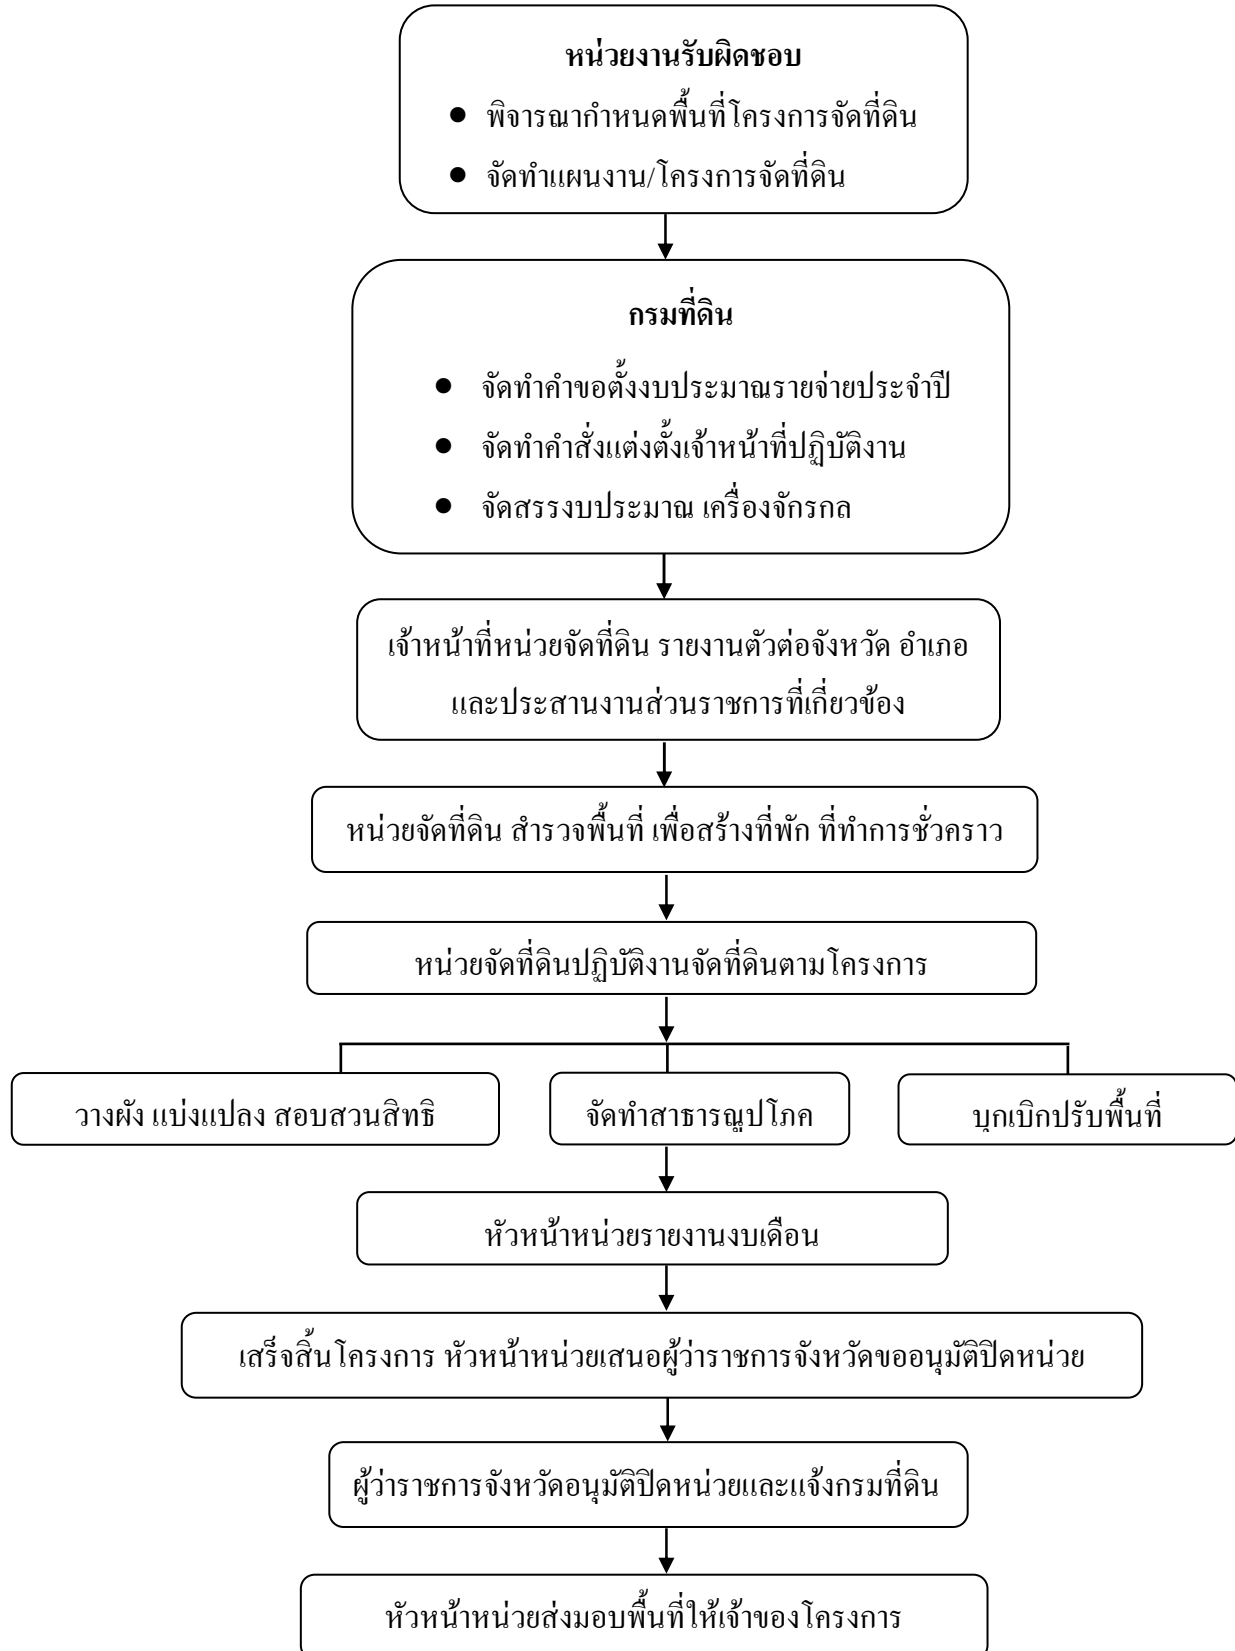 หน่วยงานรับผิดชอบ
● พิจารณากำหนดพื้นที่โครงการจัดที่ดิน
● จัดทำแผนงาน/โครงการจัดที่ดิน
กรมที่ดิน
● จัดทำคำขอตั้งงบประมาณรายจ่ายประจำปี
● จัดทำคำสั่งแต่งตั้งเจ้าหน้าที่ปฏิบัติงาน
● จัดสรรงบประมาณ เครื่องจักรกล
เจ้าหน้าที่หน่วยจัดที่ดิน รายงานตัวต่อจังหวัด อำเภอ
และประสานงานส่วนราชการที่เกี่ยวข้อง
หน่วยจัดที่ดิน สำรวจพื้นที่ เพื่อสร้างที่พัก ที่ทำการชั่วคราว
หน่วยจัดที่ดินปฏิบัติงานจัดที่ดินตามโครงการ
วางผัง แบ่งแปลง สอบสวนสิทธิ
จัดทำสาธารณูปโภค
บุกเบิกปรับพื้นที่
หัวหน้าหน่วยรายงานงบเดือน
เสร็จสิ้นโครงการ หัวหน้าหน่วยเสนอผู้ว่าราชการจังหวัดขออนุมัติปิดหน่วย
ผู้ว่าราชการจังหวัดอนุมัติปิดหน่วยและแจ้งกรมที่ดิน
หัวหน้าหน่วยส่งมอบพื้นที่ให้เจ้าของโครงการ